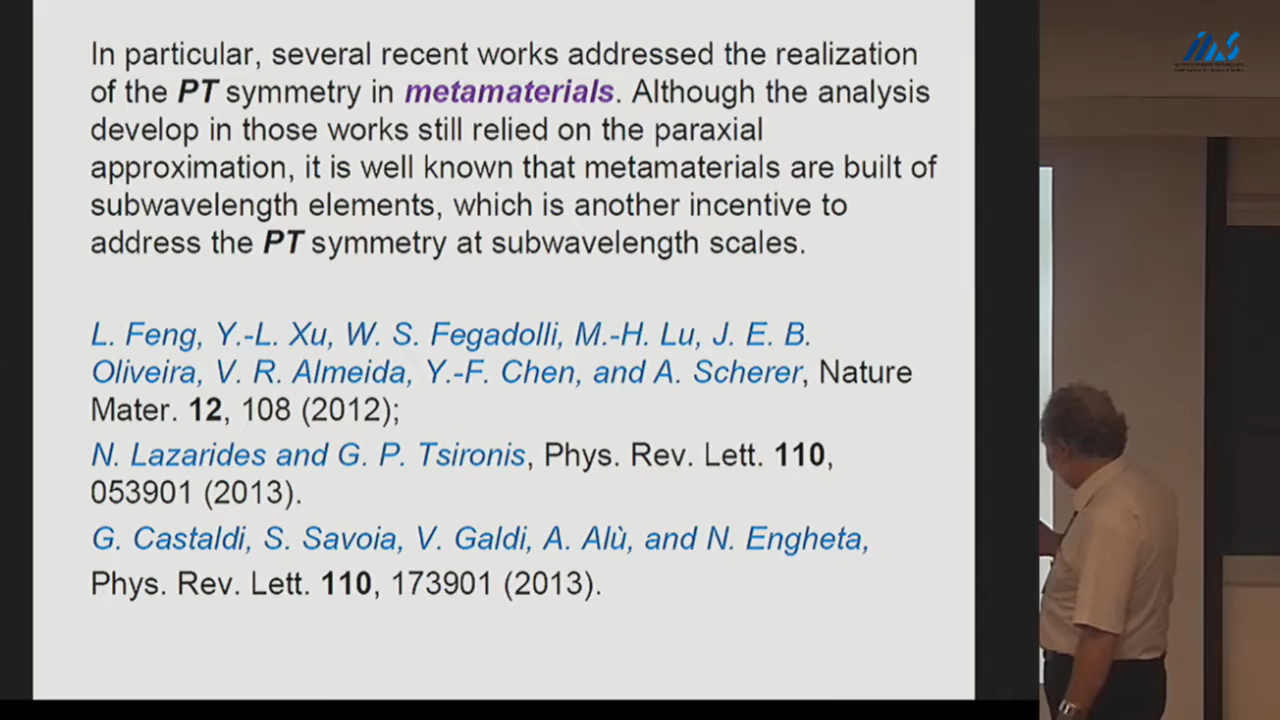 In particular, several recent works addressed the realization
of the PT symmetry in metamaterials. Although the analysis
develop in those works still relied on the paraxial
approximation, it is well known that metamaterials are built of
subwavelength elements, which is another incentive to
address the PT symmetry at subwavelength scales.
L. Feng, Y.-L. Xu, W. S. Fegadolli, M.-H. Lu, J. E. B.
Oliveira, V. R. Almeida, Y.-F. Chen, and A. Scherer, Nature
Mater. 12, 108 (2012);
N. Lazarides and G. P. Tsironis, Phys. Rev. Lett. 110,
053901 (2013).
G. Castaldi, S. Savoia, V. Galdi, A. Alù, and N. Engheta,
Phys. Rev. Lett. 110, 173901 (2013).